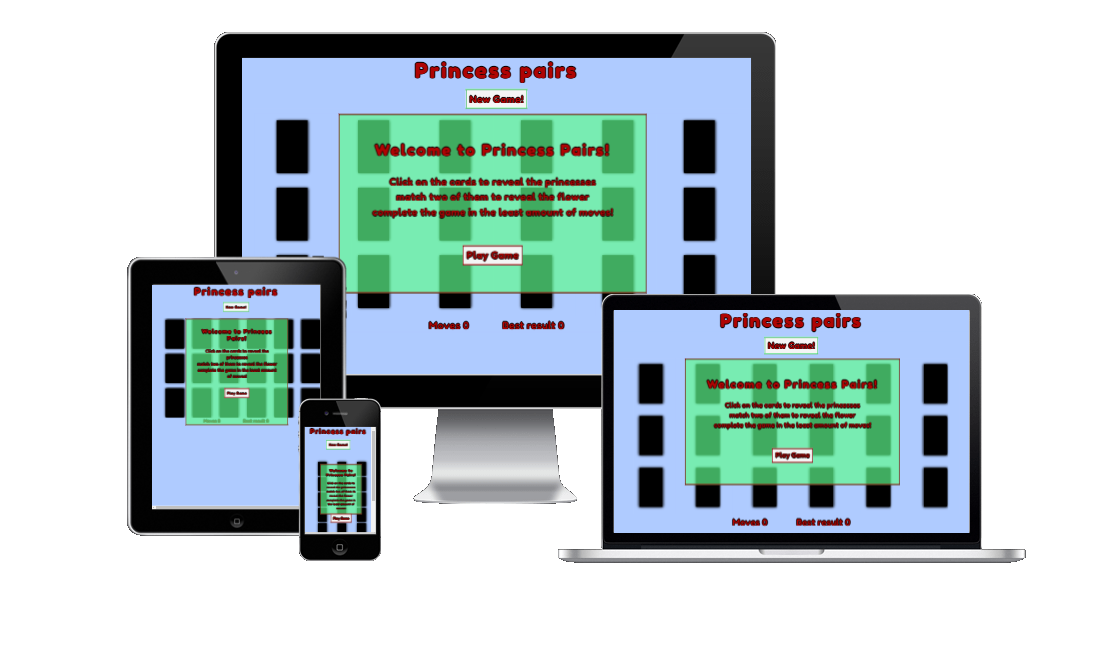 Princess pairs
New Game!
Welcome to Princess Pairs!
Click on the cards to reveal the princesses
match two of them to reveal the flower
complete the game in the least amount of moves!
Play Game
Moves 0 Best result 0
Princess pairs
New Game!
Welcome to Princess
Pairs!
Click on the cards to reveal the
princesses
match two of them to reveal the flower
complete the game in the least amount
of moves!
Play Game
Moves 0 Best result 0
Princess pairs
New Game!
Welcome to
Princess Pairs!
Play Game
Princess pairs
New Game!
Welcome to Princess Pairs!
Click on the cards to reveal the princesses
match two of them to reveal the flower
complete the game in the least amount of moves!
Play Game
Moves 0 Best result 0